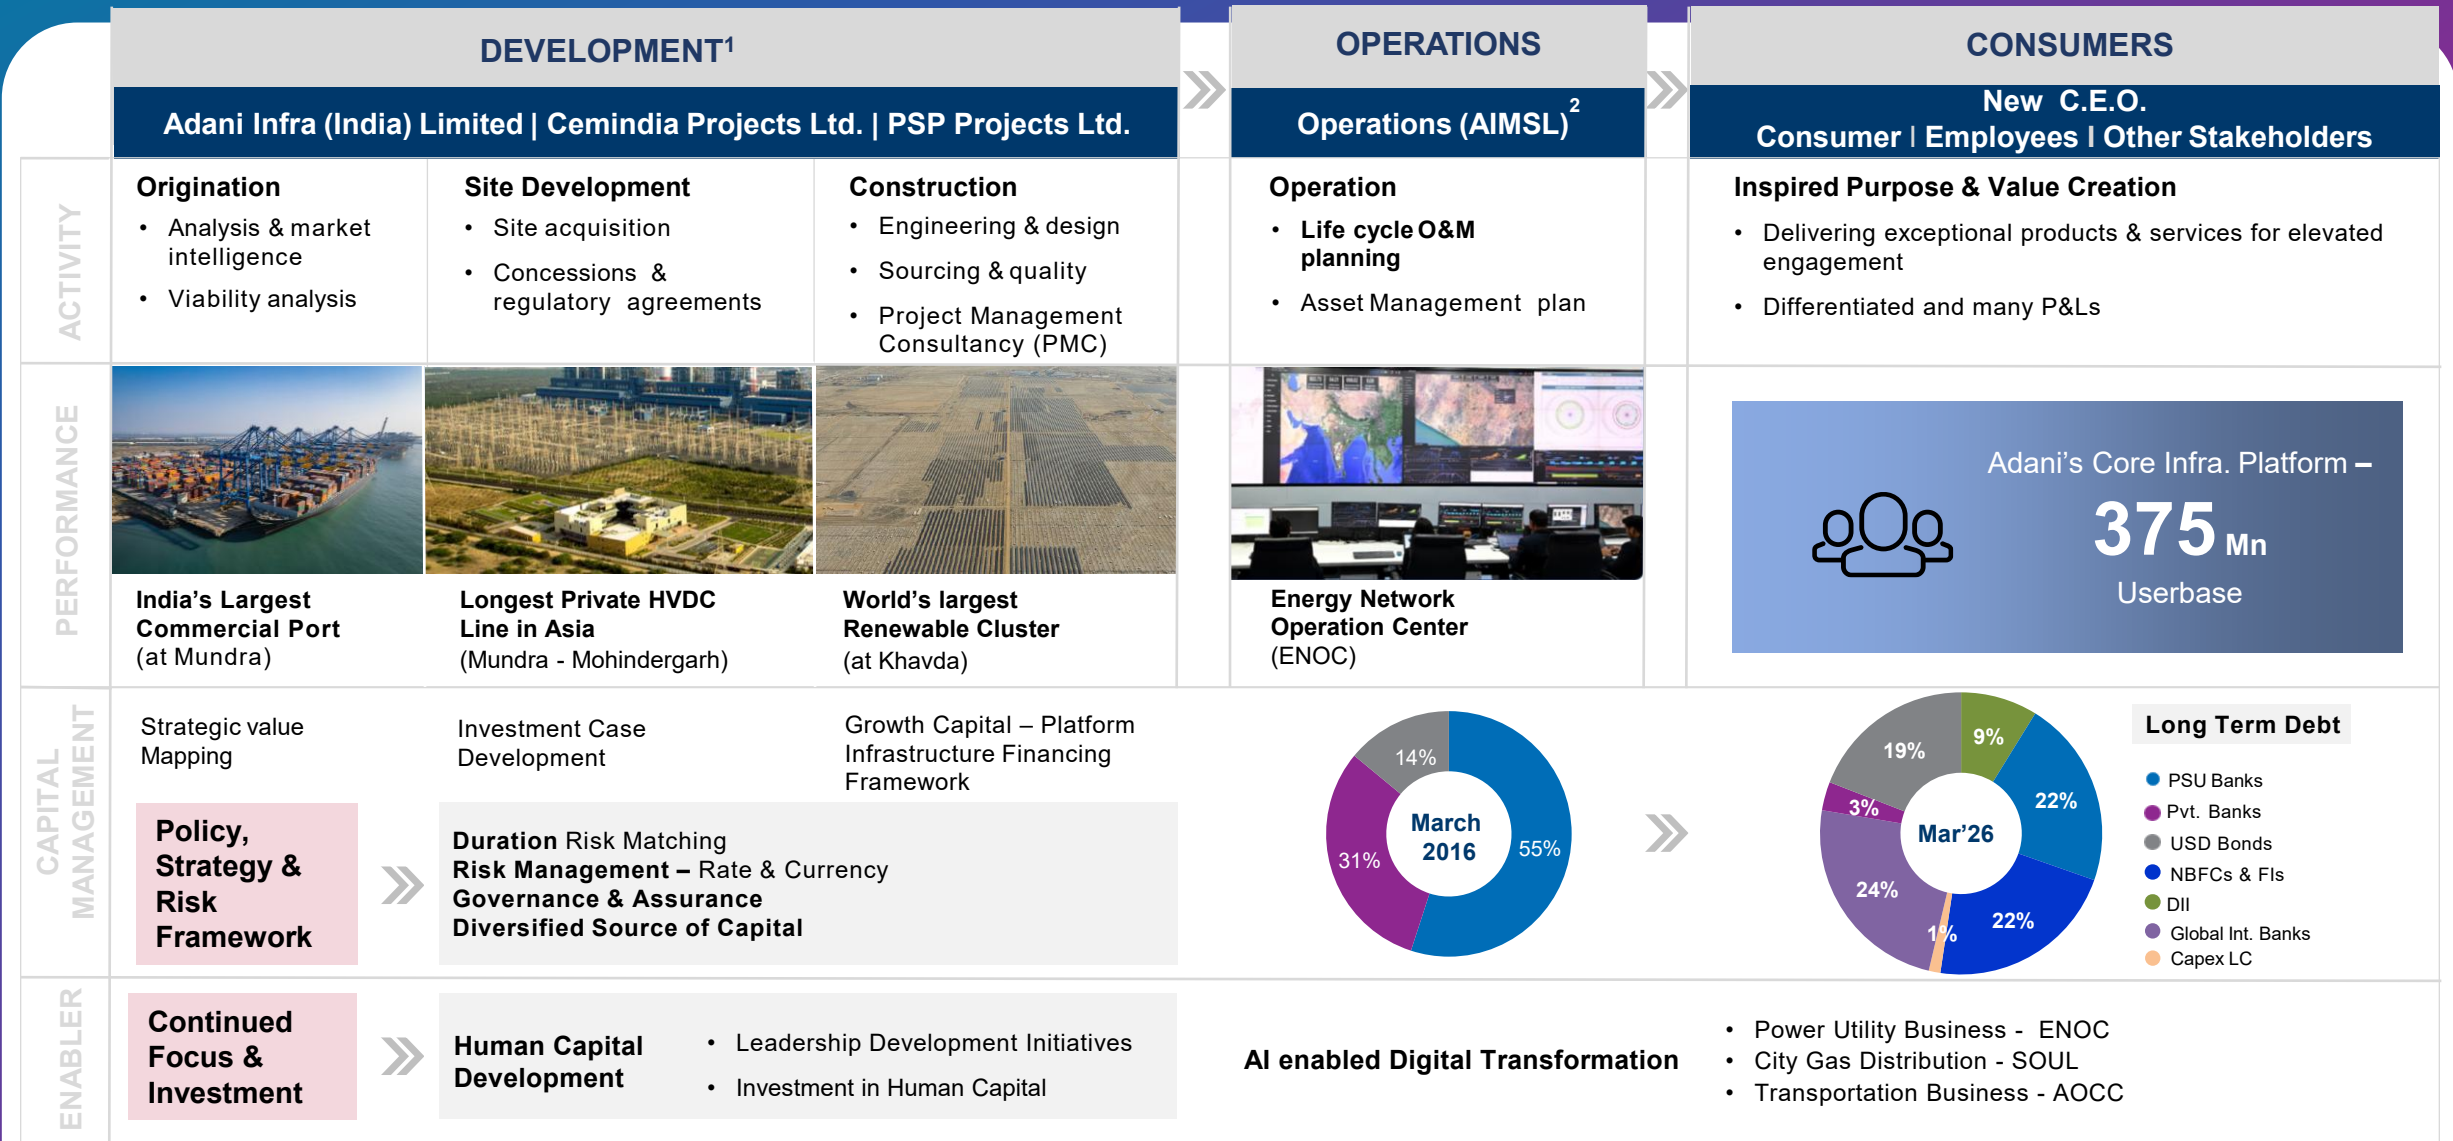 DEVELOPMENT¹
OPERATIONS
CONSUMERS
Adani Infra (India) Limited | Cemindia Projects Ltd. | PSP Projects Ltd.
Operations (AIMSL)²
New C.E.O.
Consumer I Employees I Other Stakeholders
ACTIVITY
Origination
• Analysis & market
intelligence
• Viability analysis
Site Development
• Site acquisition
• Concessions &
regulatory agreements
Construction
• Engineering & design
• Sourcing & quality
• Project Management
Consultancy (PMC)
Operation
• Life cycle O&M
planning
• Asset Management plan
Inspired Purpose & Value Creation
• Delivering exceptional products & services for elevated
engagement
• Differentiated and many P&Ls
PERFORMANCE
India's Largest
Commercial Port
(at Mundra)
Longest Private HVDC
Line in Asia
(Mundra - Mohindergarh)
World's largest
Renewable Cluster
(at Khavda)
Energy Network
Operation Center
(ENOC)
Adani's Core Infra. Platform –
375 Mn
Userbase
CAPITAL
MANAGEMENT
Strategic value
Mapping
Investment Case
Development
Growth Capital – Platform
Infrastructure Financing
Framework
Policy,
Strategy &
Risk
Framework
Duration Risk Matching
Risk Management – Rate & Currency
Governance & Assurance
Diversified Source of Capital
14%
31%
55%
March
2016
19%
9%
22%
3%
24%
1%
22%
Mar'26
Long Term Debt
PSU Banks
Pvt. Banks
USD Bonds
NBFCs & FIs
DII
Global Int. Banks
Capex LC
ENABLER
Continued
Focus &
Investment
Human Capital
Development
• Leadership Development Initiatives
• Investment in Human Capital
AI enabled Digital Transformation
• Power Utility Business - ENOC
• City Gas Distribution - SOUL
• Transportation Business - AOCC